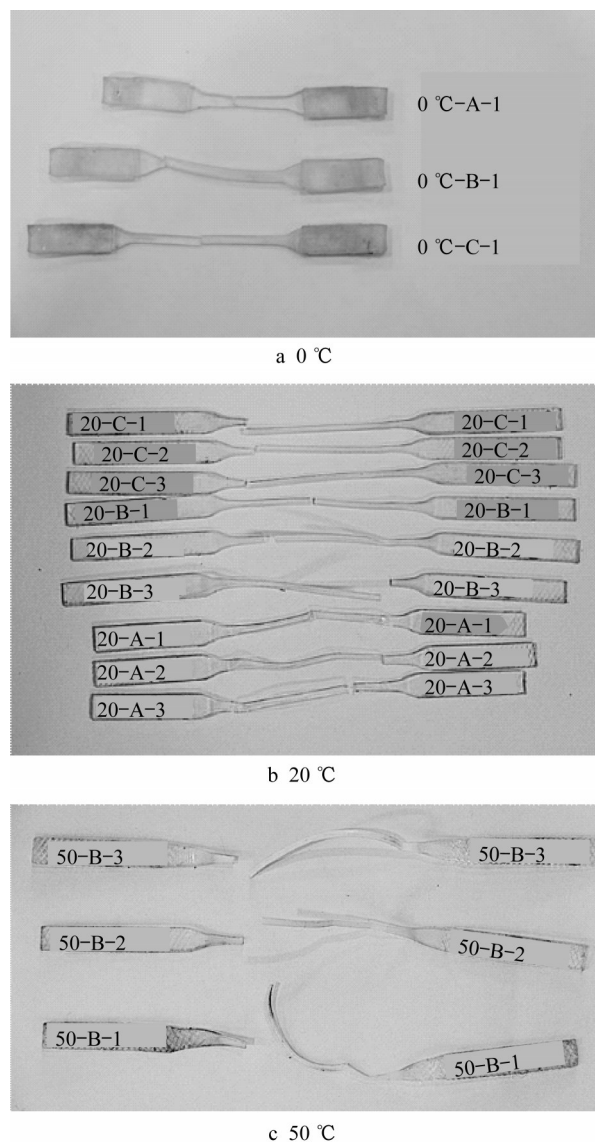 0 ℃-A-1
0 ℃-B-1
0 ℃-C-1
a 0 ℃
20-C-1 20-C-1
20-C-2 20-C-2
20-C-3 20-C-3
20-B-1 20-B-1
20-B-2 20-B-2
20-B-3 20-B-3
20-A-1 20-A-1
20-A-2 20-A-2
20-A-3 20-A-3
b 20 ℃
50-B-3 50-B-3
50-B-2 50-B-2
50-B-1 50-B-1
c 50 ℃